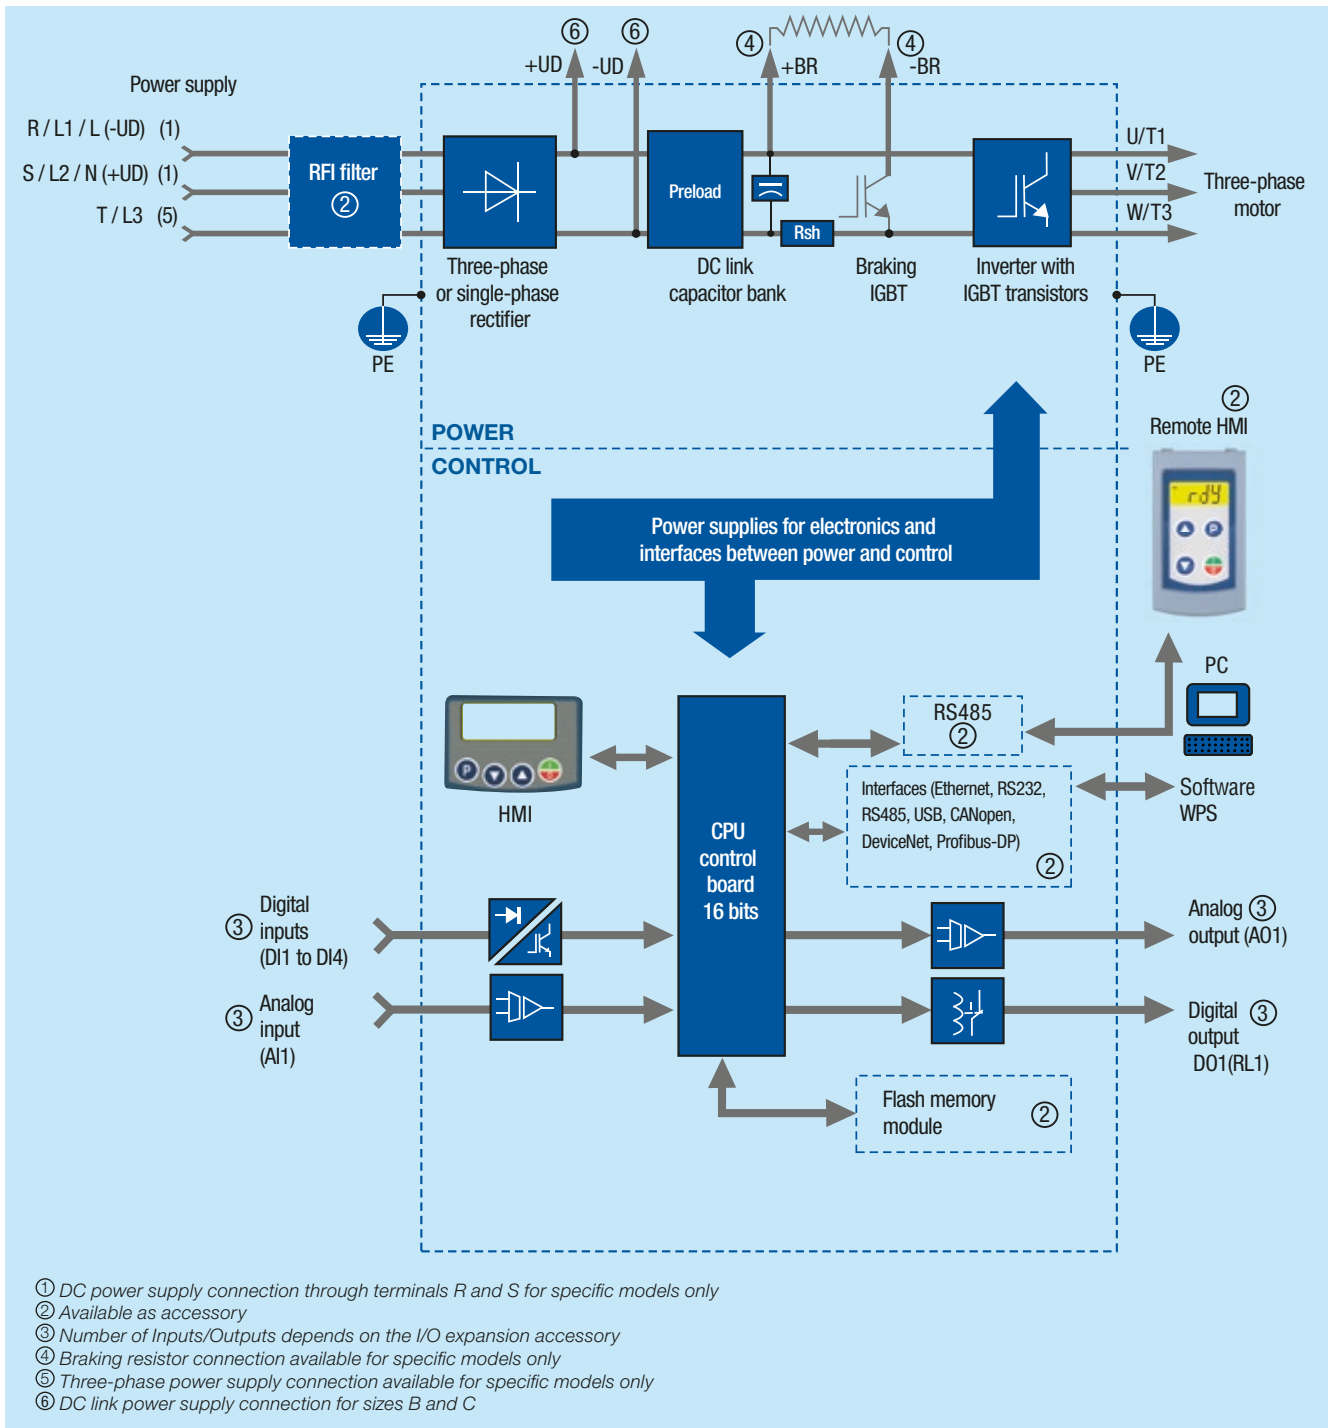 ⑥ ⑥ ④ ④
+UD -UD +BR -BR
Power supply
R / L1 / L (-UD) (1)
S / L2 / N (+UD) (1)
T / L3 (5)
RFI filter
②
Preload
Rsh
U/T1
V/T2
W/T3
Three-phase
motor
Three-phase
or single-phase
rectifier
DC link
capacitor bank
Braking
IGBT
Inverter with
IGBT transistors
PE
PE
POWER
CONTROL
②
Remote HMI
rdy
P
Power supplies for electronics and
interfaces between power and control
P
HMI
CPU
control
board
16 bits
RS485
②
PC
Interfaces (Ethernet, RS232,
RS485, USB, CANopen,
DeviceNet, Profibus-DP)
②
Software
WPS
③ Digital
inputs
(DI1 to DI4)
③ Analog
input
(AI1)
Analog ③
output (AO1)
Digital ③
output
DO1(RL1)
Flash memory
module
②
① DC power supply connection through terminals R and S for specific models only
② Available as accessory
③ Number of Inputs/Outputs depends on the I/O expansion accessory
④ Braking resistor connection available for specific models only
⑤ Three-phase power supply connection available for specific models only
⑥ DC link power supply connection for sizes B and C